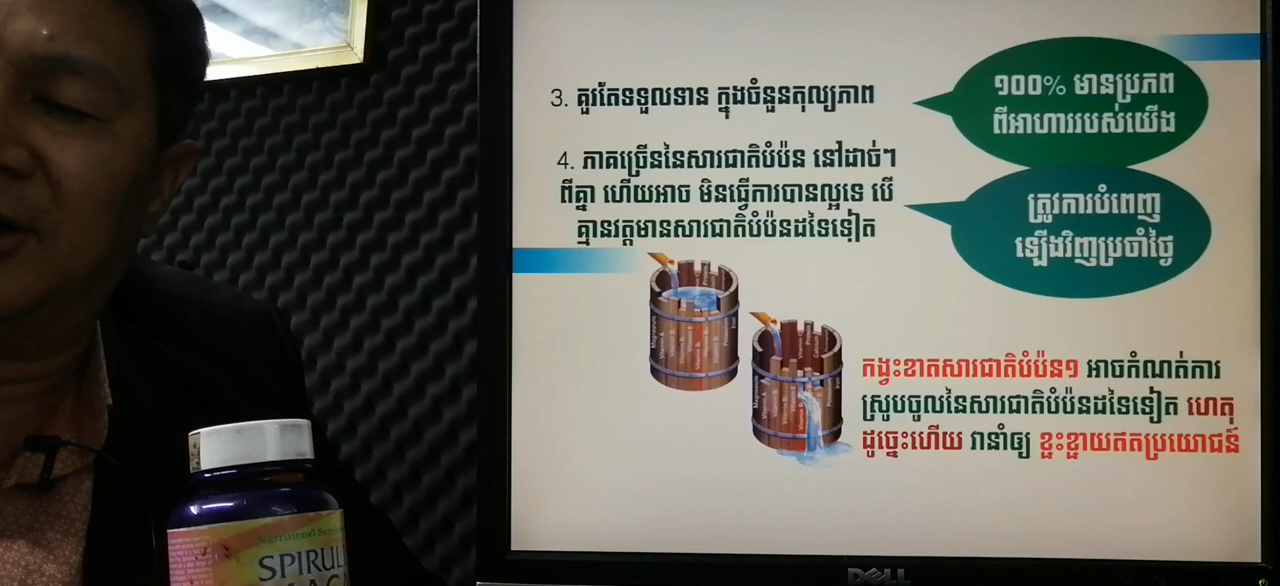 3. គួរតែទទួលទាន ក្នុងចំនួនតុល្យភាព
១០០% មានប្រភព
ពីអាហាររបស់យើង
4. ភាគច្រើននៃសារជាតិបំប៉ន នៅដាច់ៗ
ពីគ្នា ហើយអាច មិនធ្វើការបានល្អទេ បើ
គ្មានវត្តមានសារជាតិបំប៉នដទៃទៀត
ត្រូវការបំពេញ
ឡើងវិញប្រចាំថ្ងៃ
Magnesium
Vitamin A
កង្វះខាតសារជាតិបំប៉ន១ អាចកំណត់ការ
ស្រូបចូលនៃសារជាតិបំប៉នដទៃទៀត ហេតុ
ដូច្នេះហើយ វានាំឲ្យ ខ្ជះខ្ជាយឥតប្រយោជន៍
SPIRUL
DELL